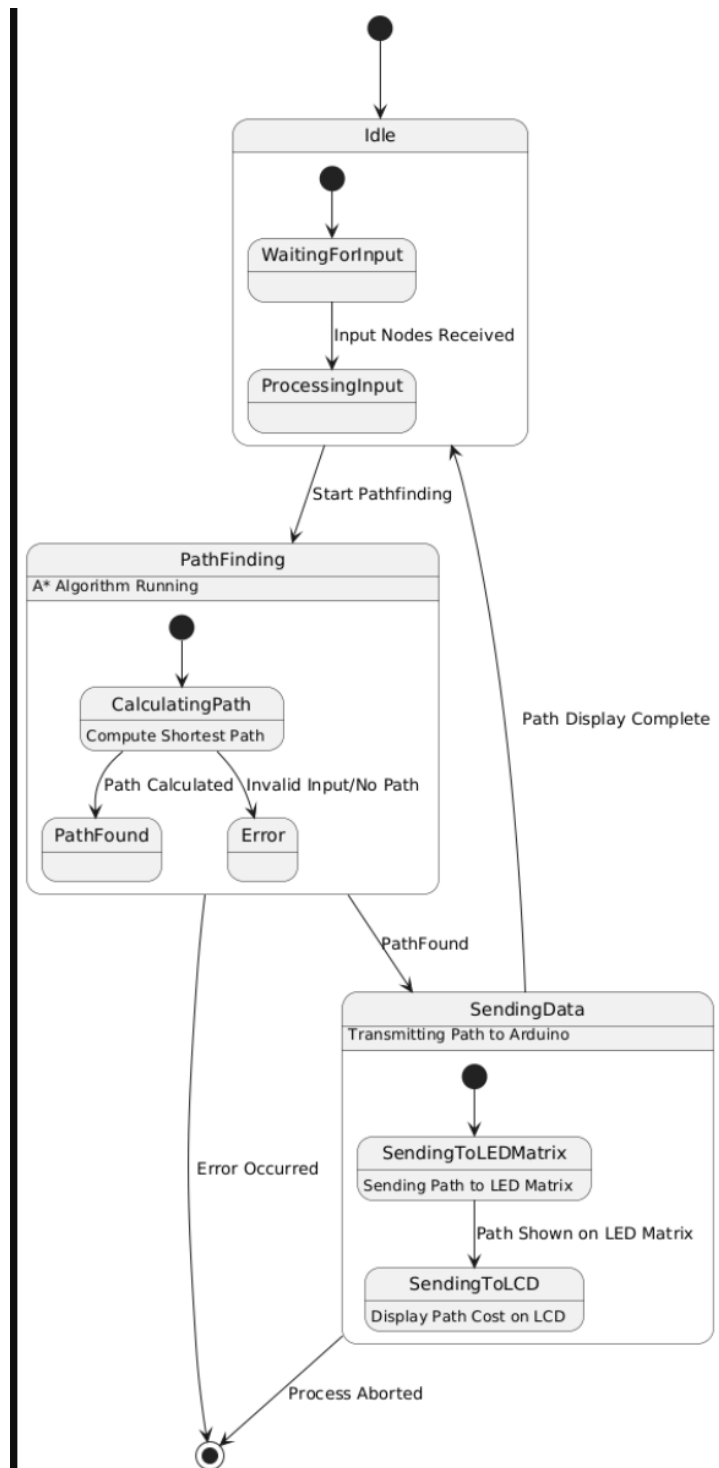 Idle
WaitingForInput
Input Nodes Received
ProcessingInput
Start Pathfinding
PathFinding
A* Algorithm Running
CalculatingPath
Compute Shortest Path
Path Calculated
Invalid Input/No Path
PathFound
Error
Path Display Complete
PathFound
SendingData
Transmitting Path to Arduino
SendingToLEDMatrix
Sending Path to LED Matrix
Error Occurred
Path Shown on LED Matrix
SendingToLCD
Display Path Cost on LCD
Process Aborted